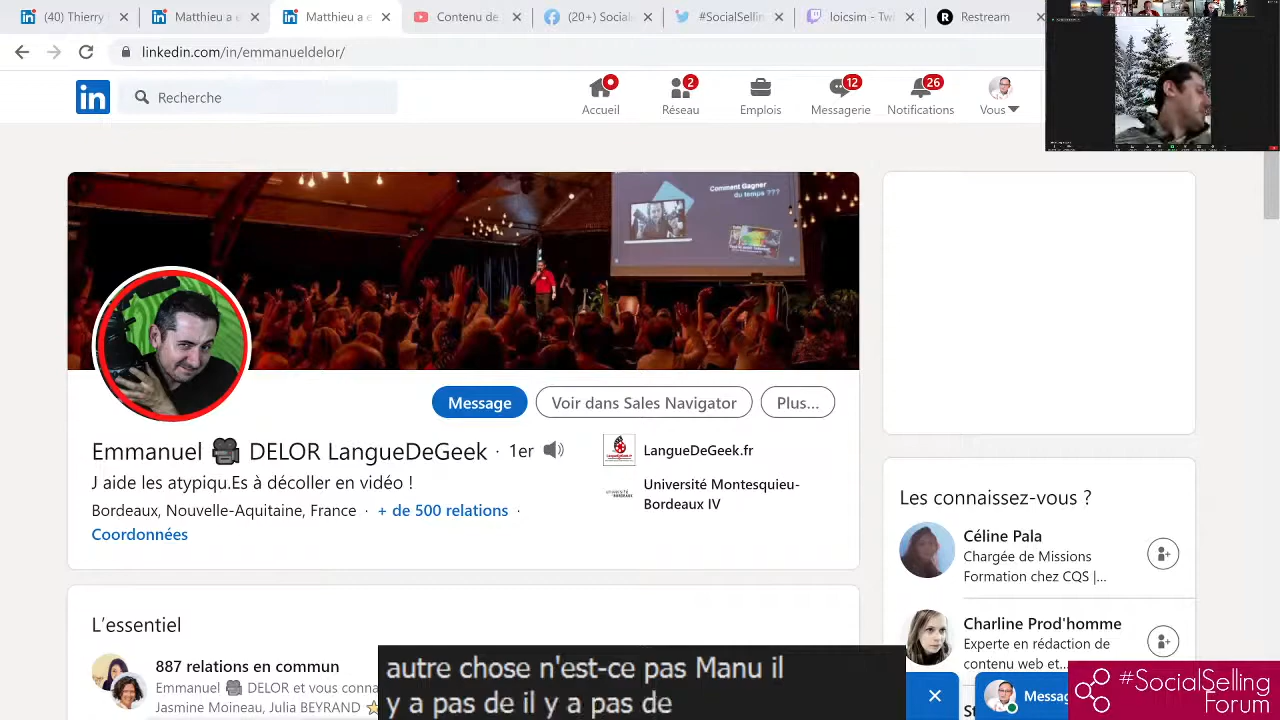 (40) Thierry
Matthieu a
Matthieu a
Talents de
(20+) Social
#SocialSell
loicsim -
Restream
linkedin.com/in/emmanueldelor/
in
Recherche
Accueil
2
Réseau
Emplois
12
Messagerie
26
Notifications
Vous
Comment Gagner
du temps ???
Message
Voir dans Sales Navigator
Plus...
Emmanuel DELOR LangueDeGeek · 1er
J aide les atypiqu.Es à décoller en vidéo !
Bordeaux, Nouvelle-Aquitaine, France · + de 500 relations ·
Coordonnées
LangueDeGeek.fr
Université Montesquieu-
Bordeaux IV
Les connaissez-vous ?
Céline Pala
Chargée de Missions
Formation chez CQS |...
Charline Prod'homme
Experte en rédaction de
contenu web et...
L'essentiel
887 relations en commun
Emmanuel DELOR et vous conna
Jasmine Moineau, Julia BEYRAND
autre chose n'est-ce pas Manu il
y a pas de il y a pas de
Messag
#SocialSelling
Forum